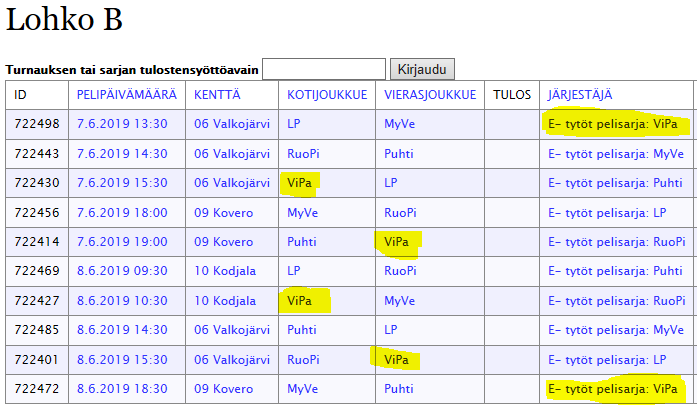 Lohko B
Turnauksen tai sarjan tulostensyöttöavain Kirjaudu
ID PELIPÄIVÄMÄÄRÄ KENTTÄ KOTIJOUKKUE VIERASJOUKKUE TULOS JÄRJESTÄJÄ
722498 7.6.2019 13:30 06 Valkojärvi LP MyVe E- tytöt pelisarja: ViPa
722443 7.6.2019 14:30 06 Valkojärvi RuoPi Puhti E- tytöt pelisarja: MyVe
722430 7.6.2019 15:30 06 Valkojärvi ViPa LP E- tytöt pelisarja: Puhti
722456 7.6.2019 18:00 09 Kovero MyVe RuoPi E- tytöt pelisarja: LP
722414 7.6.2019 19:00 09 Kovero Puhti ViPa E- tytöt pelisarja: RuoPi
722469 8.6.2019 09:30 10 Kodjala LP RuoPi E- tytöt pelisarja: Puhti
722427 8.6.2019 10:30 10 Kodjala ViPa MyVe E- tytöt pelisarja: RuoPi
722485 8.6.2019 14:30 06 Valkojärvi Puhti LP E- tytöt pelisarja: MyVe
722401 8.6.2019 15:30 06 Valkojärvi RuoPi ViPa E- tytöt pelisarja: LP
722472 8.6.2019 18:30 09 Kovero MyVe Puhti E- tytöt pelisarja: ViPa